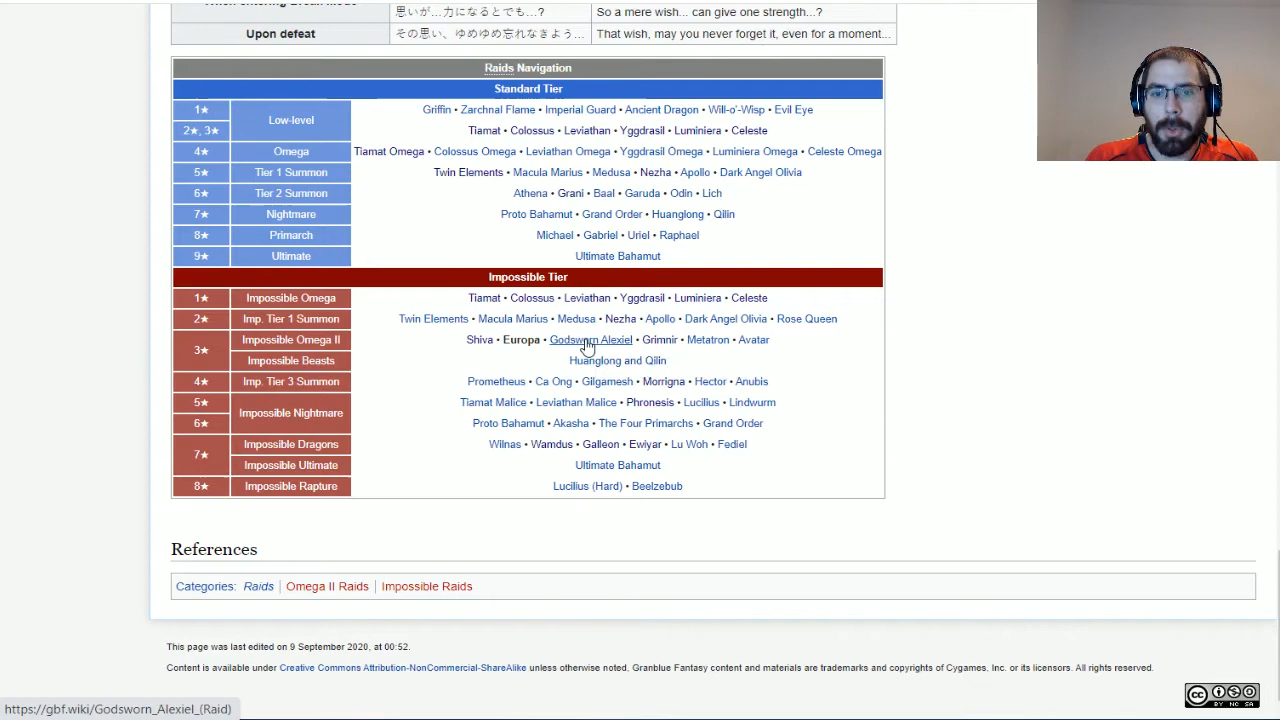 When entering Break Mode 思いが…力になるとでも…? So a mere wish... can give one strength...?
Upon defeat その思い、ゆめゆめ忘れなきよう… That wish, may you never forget it, even for a moment...
Raids Navigation
Standard Tier
1★ Low-level Griffin • Zarchnal Flame • Imperial Guard • Ancient Dragon • Will-o'-Wisp • Evil Eye
2★, 3★ Tiamat • Colossus • Leviathan • Yggdrasil • Luminiera • Celeste
4★ Omega Tiamat Omega • Colossus Omega • Leviathan Omega • Yggdrasil Omega • Luminiera Omega • Celeste Omega
5★ Tier 1 Summon Twin Elements • Macula Marius • Medusa • Nezha • Apollo • Dark Angel Olivia
6★ Tier 2 Summon Athena • Grani • Baal • Garuda • Odin • Lich
7★ Nightmare Proto Bahamut • Grand Order • Huanglong • Qilin
8★ Primarch Michael • Gabriel • Uriel • Raphael
9★ Ultimate Ultimate Bahamut
Impossible Tier
1★ Impossible Omega Tiamat • Colossus • Leviathan • Yggdrasil • Luminiera • Celeste
2★ Imp. Tier 1 Summon Twin Elements • Macula Marius • Medusa • Nezha • Apollo • Dark Angel Olivia • Rose Queen
3★ Impossible Omega II Shiva • Europa • Godsworn Alexiel • Grimnir • Metatron • Avatar
Impossible Beasts Huanglong and Qilin
4★ Imp. Tier 3 Summon Prometheus • Ca Ong • Gilgamesh • Morrigna • Hector • Anubis
5★ Impossible Nightmare Tiamat Malice • Leviathan Malice • Phronesis • Lucilius • Lindwurm
6★ Proto Bahamut • Akasha • The Four Primarchs • Grand Order
7★ Impossible Dragons Wilnas • Wamdus • Galleon • Ewiyar • Lu Woh • Fediel
Impossible Ultimate Ultimate Bahamut
8★ Impossible Rapture Lucilius (Hard) • Beelzebub
References
Categories: Raids | Omega II Raids | Impossible Raids
This page was last edited on 9 September 2020, at 00:52.
Content is available under Creative Commons Attribution-NonCommercial-ShareAlike unless otherwise noted. Granblue Fantasy content and materials are trademarks and copyrights of Cygames, Inc. or its licensors. All rights reserved.
https://gbf.wiki/Godsworn_Alexiel_(Raid)
cc BY NC SA